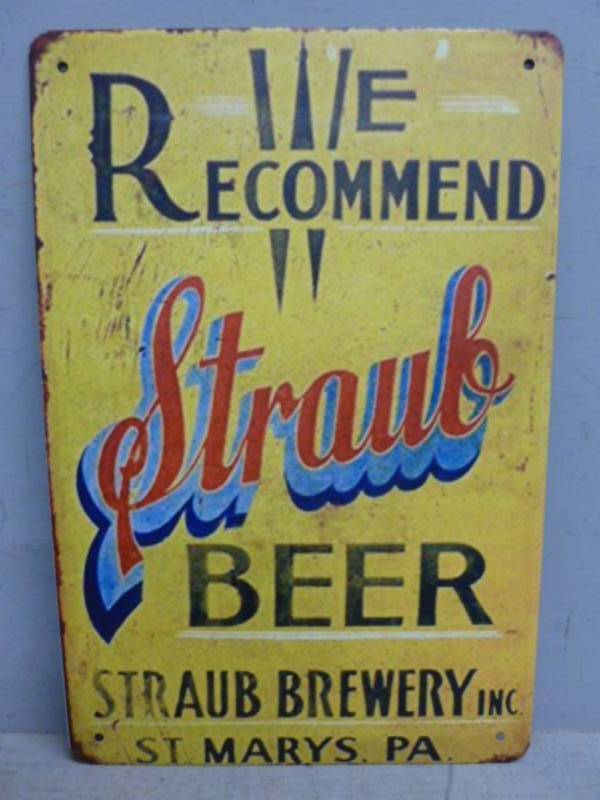 WE
RECOMMEND
Straub
BEER
STRAUB BREWERY INC.
ST. MARYS. PA.